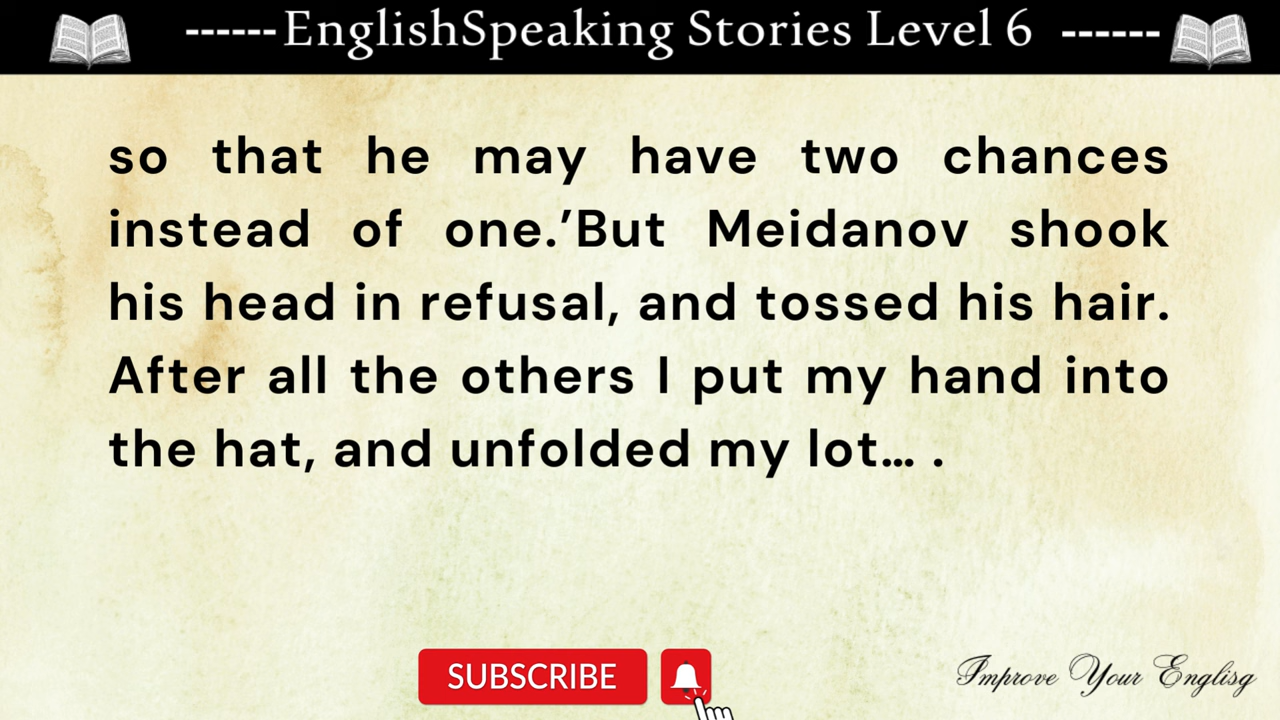 ------EnglishSpeaking Stories Level 6 ------
so that he may have two chances
instead of one.’But Meidanov shook
his head in refusal, and tossed his hair.
After all the others I put my hand into
the hat, and unfolded my lot… .
SUBSCRIBE
Improve Your Englisg